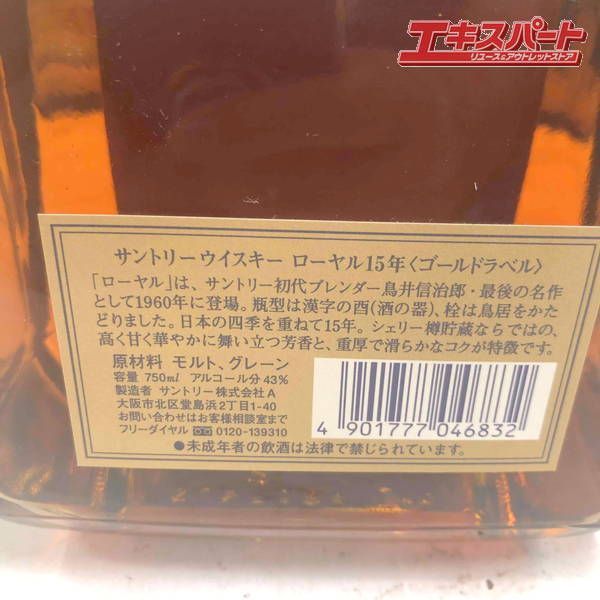 エキスパート
リユース&アウトレットストア
サントリーウイスキー ローヤル15年〈ゴールドラベル〉
「ローヤル」は、サントリー初代ブレンダー鳥井信治郎・最後の名作
として1960年に登場。瓶型は漢字の酉(酒の器)、栓は鳥居をかた
どりました。日本の四季を重ねて15年。シェリー樽貯蔵ならではの、
高く甘く華やかに舞い立つ芳香と、重厚で滑らかなコクが特徴です。
原材料 モルト、グレーン
容量 750ml アルコール分 43%
製造者 サントリー株式会社A
大阪市北区堂島浜2丁目1-40
お問い合わせはお客様相談室まで
フリーダイヤル 0120-139310
4 901777 046832
●未成年者の飲酒は法律で禁じられています。